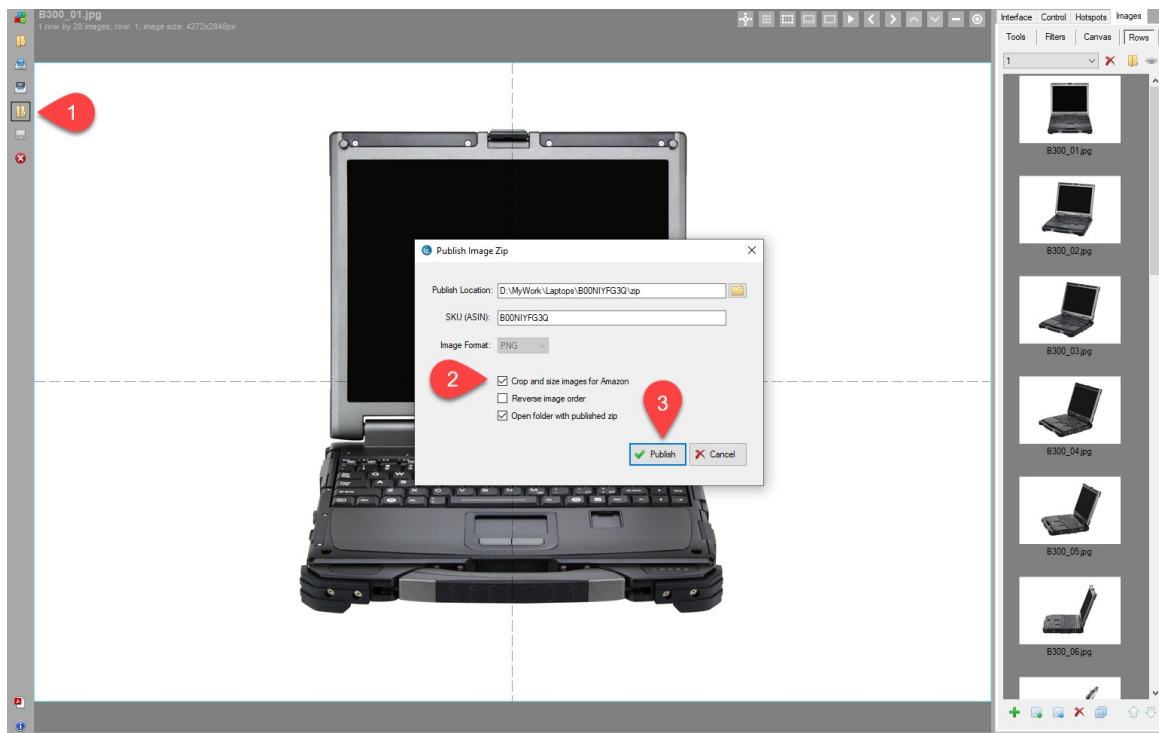 B300_01.jpg
1 row by 20 images; row: 1; image size: 4272x2848px
Interface Control Hotspots Images
Tools Filters Canvas Rows
1
1
B300_01.jpg
B300_02.jpg
B300_03.jpg
B300_04.jpg
B300_05.jpg
B300_06.jpg
Publish Image Zip
Publish Location: D:\MyWork\Laptops\B00NIYFG3Q\zip
SKU (ASIN): B00NIYFG3Q
Image Format: PNG
2
Crop and size images for Amazon
Reverse image order
Open folder with published zip
3
Publish Cancel